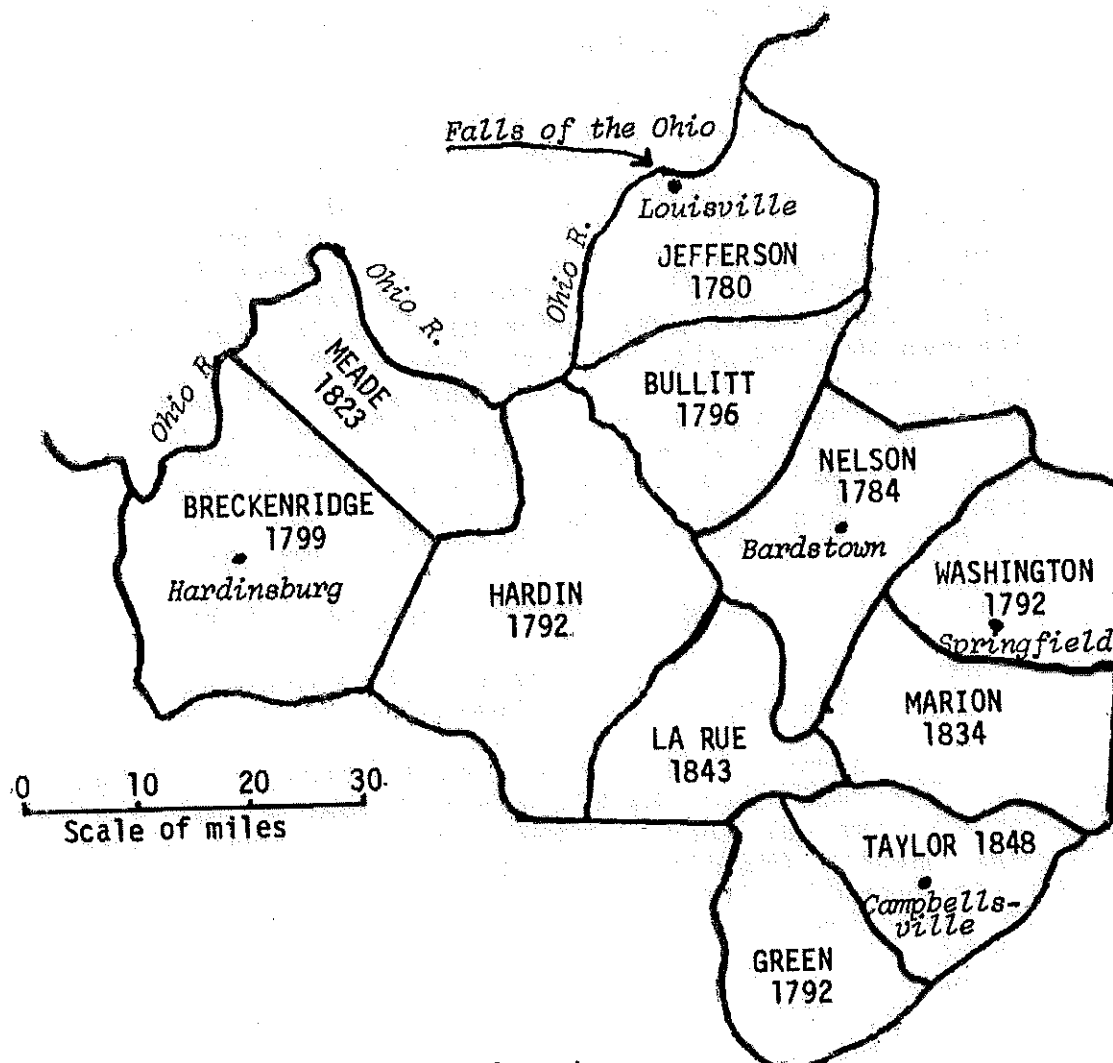 Falls of the Ohio
Louisville
Ohio R.
JEFFERSON
1780
Ohio R.
Ohio R.
MEADE
1823
BULLITT
1796
NELSON
1784
Bardstown
BRECKENRIDGE
1799
Hardinsburg
HARDIN
1792
WASHINGTON
1792
Springfield
MARION
1834
LA RUE
1843
0 10 20 30
Scale of miles
TAYLOR 1848
Campbells-
ville
GREEN
1792